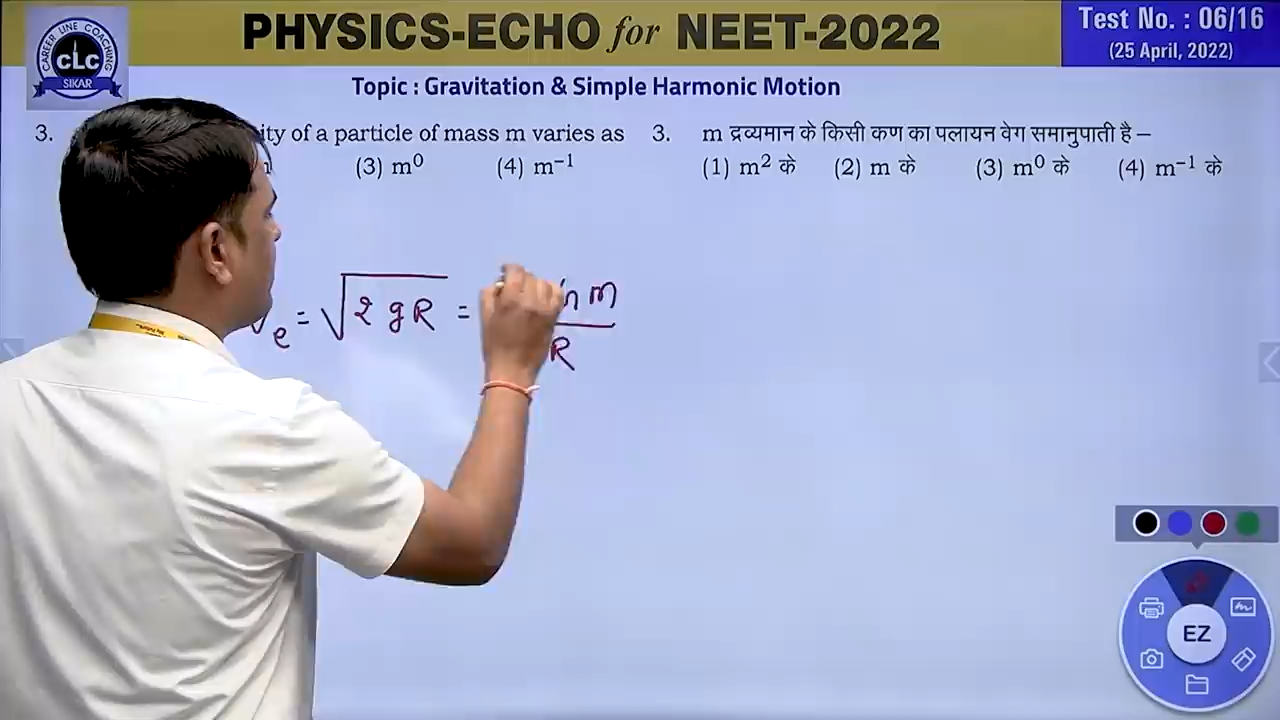 PHYSICS-ECHO for NEET-2022
Test No. : 06/16
(25 April, 2022)
CAREER LINE COACHING
CLC
SIKAR
Topic : Gravitation & Simple Harmonic Motion
3. of a particle of mass m varies as
(3) m⁰ (4) m⁻¹
3. m द्रव्यमान के किसी कण का पलायन वेग समानुपाती है –
(1) m² के (2) m के (3) m⁰ के (4) m⁻¹ के
e = √2gR = m
R
EZ